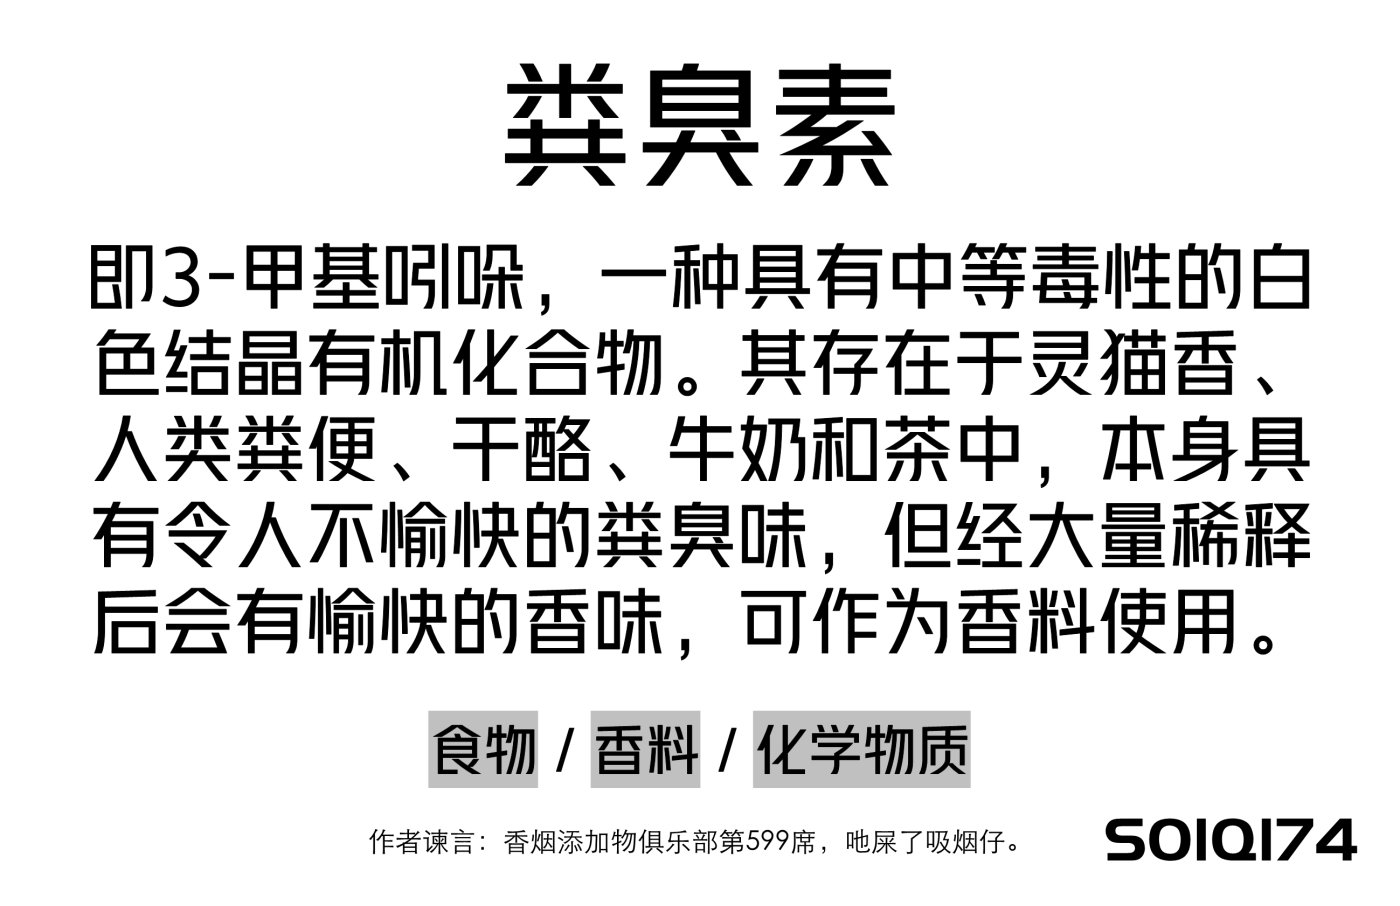 粪臭素
即3-甲基吲哚，一种具有中等毒性的白
色结晶有机化合物。其存在于灵猫香、
人类粪便、干酪、牛奶和茶中，本身具
有令人不愉快的粪臭味，但经大量稀释
后会有愉快的香味，可作为香料使用。
食物 / 香料 / 化学物质
作者谏言：香烟添加物俱乐部第599席，吔屎了吸烟仔。
SOIQI74